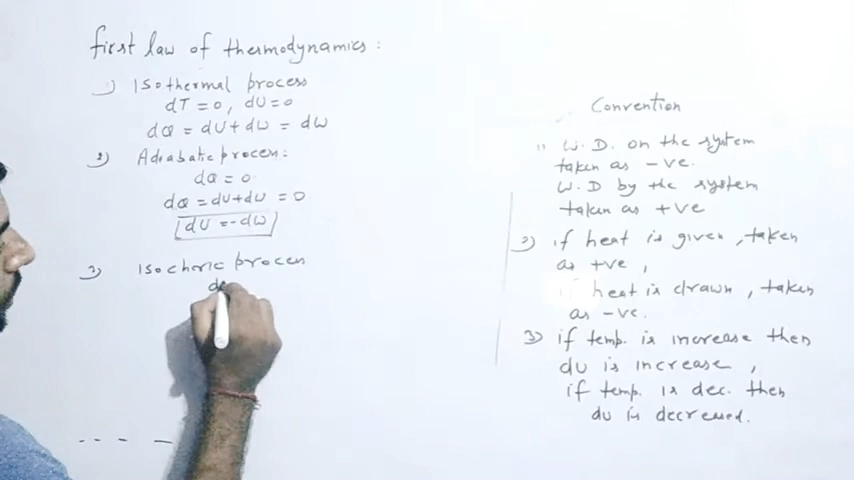 first law of thermodynamics :
1) Isothermal process
dT = 0, dU = 0
dQ = dU + dW = dW
2) Adiabatic process:
dQ = 0
dQ = dU + dW = 0
dU = -dW
3) Isochoric process
Convention
1) W.D. on the system
taken as -ve.
W.D by the system
taken as +ve
2) if heat is given, taken
as +ve,
if heat is drawn, taken
as -ve.
3) if temp. is increase then
dU is increase,
if temp. is dec. then
dU is decreased.